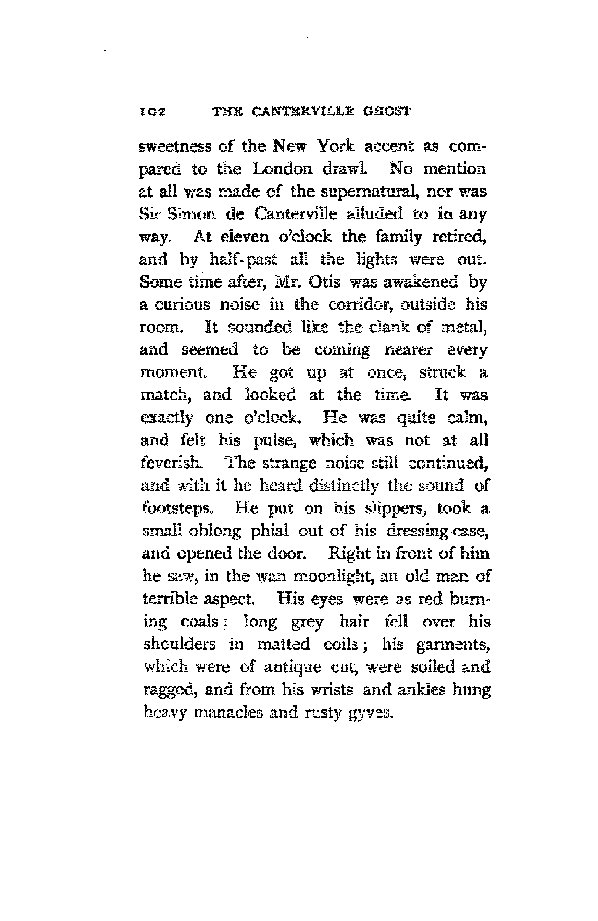 102 THE CANTERVILLE GHOST
sweetness of the New York accent as com-
pared to the London drawl. No mention
at all was made of the supernatural, nor was
Sir Simon de Canterville alluded to in any
way. At eleven o'clock the family retired,
and by half-past all the lights were out.
Some time after, Mr. Otis was awakened by
a curious noise in the corridor, outside his
room. It sounded like the clank of metal,
and seemed to be coming nearer every
moment. He got up at once, struck a
match, and looked at the time. It was
exactly one o'clock. He was quite calm,
and felt his pulse, which was not at all
feverish. The strange noise still continued,
and with it he heard distinctly the sound of
footsteps. He put on his slippers, took a
small oblong phial out of his dressing-case,
and opened the door. Right in front of him
he saw, in the wan moonlight, an old man of
terrible aspect. His eyes were as red burn-
ing coals; long grey hair fell over his
shoulders in matted coils; his garments,
which were of antique cut, were soiled and
ragged, and from his wrists and ankles hung
heavy manacles and rusty gyves.